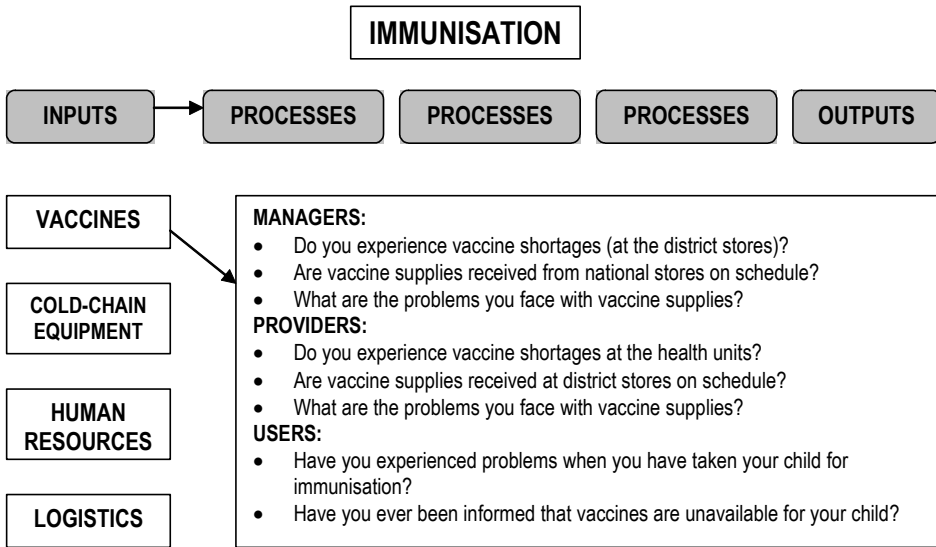 IMMUNISATION
INPUTS
PROCESSES
PROCESSES
PROCESSES
OUTPUTS
VACCINES
COLD-CHAIN
EQUIPMENT
HUMAN
RESOURCES
LOGISTICS
MANAGERS:
• Do you experience vaccine shortages (at the district stores)?
• Are vaccine supplies received from national stores on schedule?
• What are the problems you face with vaccine supplies?
PROVIDERS:
• Do you experience vaccine shortages at the health units?
• Are vaccine supplies received at district stores on schedule?
• What are the problems you face with vaccine supplies?
USERS:
• Have you experienced problems when you have taken your child for
immunisation?
• Have you ever been informed that vaccines are unavailable for your child?